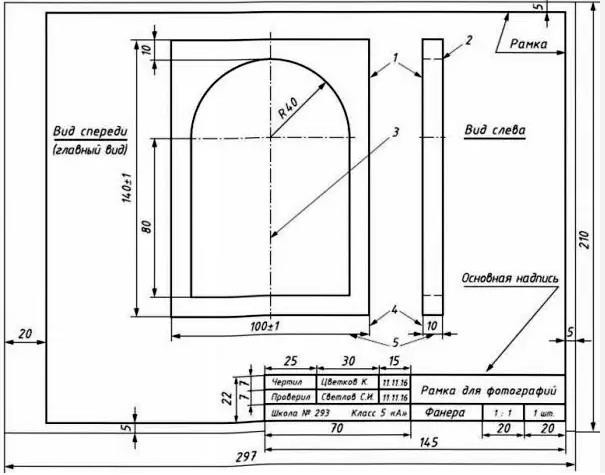 5
Рамка
10
1
2
R40
Вид спереди
(главный вид)
3
Вид слева
140±1
80
210
Основная надпись
4
100±1
10
5
20
5
25
30
15
22
7
7
Чертил
Цветков К.
11.11.16
Проверил
Светлов С.И.
11.11.16
Рамка для фотографий
Школа № 293
Класс 5 «А»
Фанера
1 : 1
1 шт.
5
70
20
20
145
297